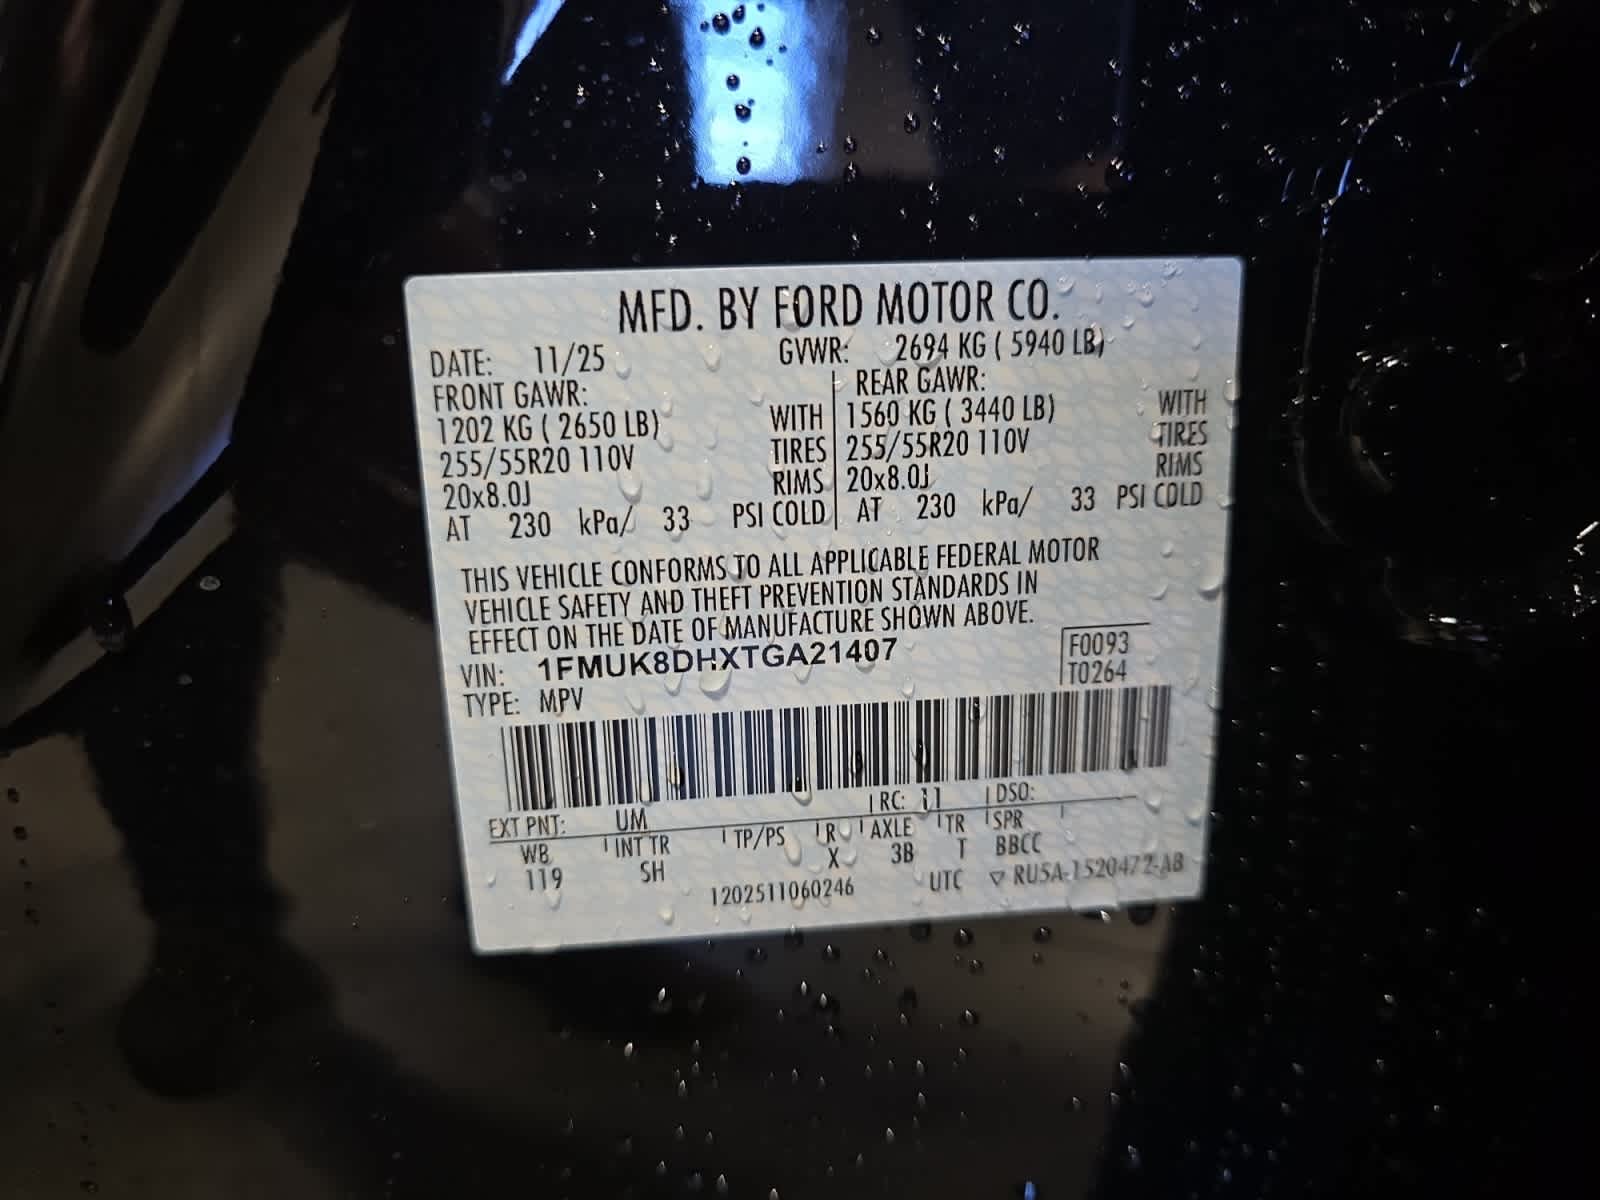 MFD. BY FORD MOTOR CO.
DATE: 11/25 GVWR: 2694 KG ( 5940 LB)
FRONT GAWR: REAR GAWR:
1202 KG ( 2650 LB) WITH 1560 KG ( 3440 LB) WITH
255/55R20 110V TIRES 255/55R20 110V TIRES
20x8.0J RIMS 20x8.0J RIMS
AT 230 kPa/ 33 PSI COLD AT 230 kPa/ 33 PSI COLD
THIS VEHICLE CONFORMS TO ALL APPLICABLE FEDERAL MOTOR
VEHICLE SAFETY AND THEFT PREVENTION STANDARDS IN
EFFECT ON THE DATE OF MANUFACTURE SHOWN ABOVE.
VIN: 1FMUK8DHXTGA21407 F0093
TYPE: MPV T0264
EXT PNT: UM RC: 11 DSO:
WB INT TR TP/PS R AXLE TR SPR
119 SH X 3B T BBCC
1202511060246 UTC ▽ RU5A-1520472-AB